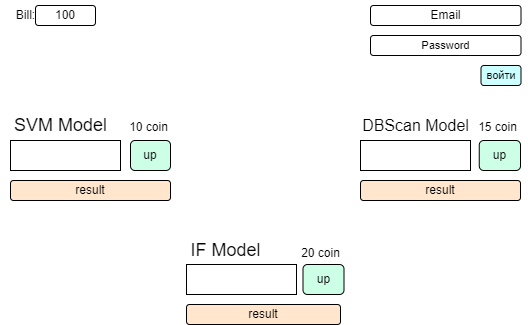 Bill: 100
Email
Password
войти
SVM Model 10 coin
up
result
DBScan Model 15 coin
up
result
IF Model 20 coin
up
result